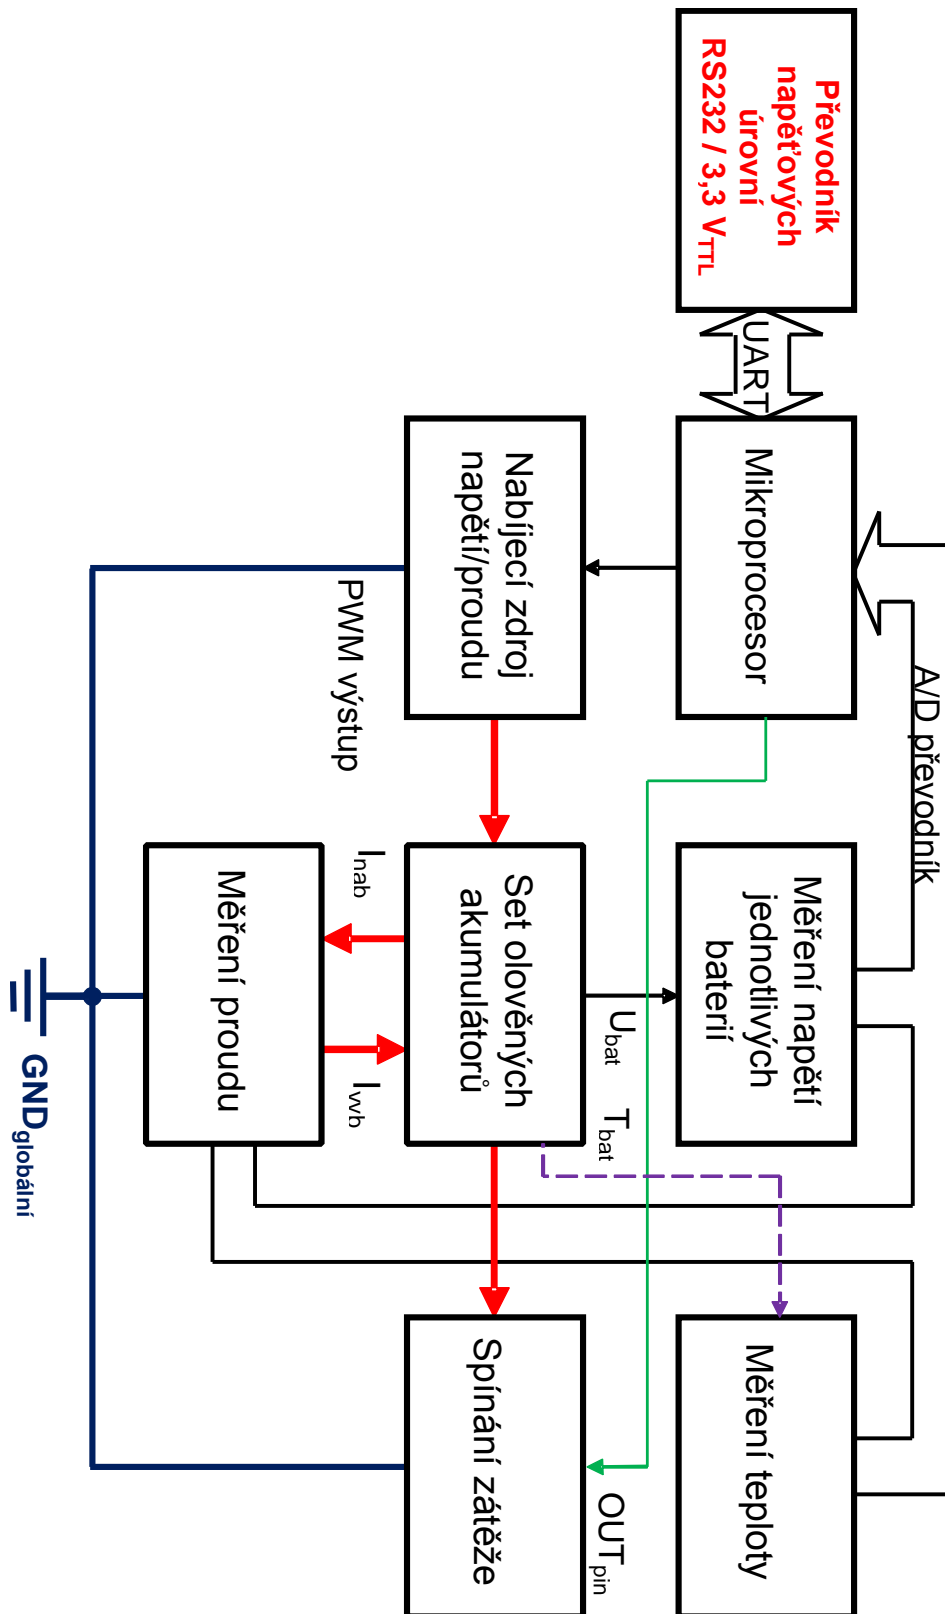 Převodník
napěťových
úrovní
RS232 / 3,3 VTTL
UART
Mikroprocesor
A/D převodník
Měření napětí
jednotlivých
baterií
Měření teploty
Nabíjecí zdroj
napětí/proudu
PWM výstup
Set olověných
akumulátorů
Ubat
Tbat
Spínání zátěže
OUTpin
Inab
Ivvb
Měření proudu
GNDglobální